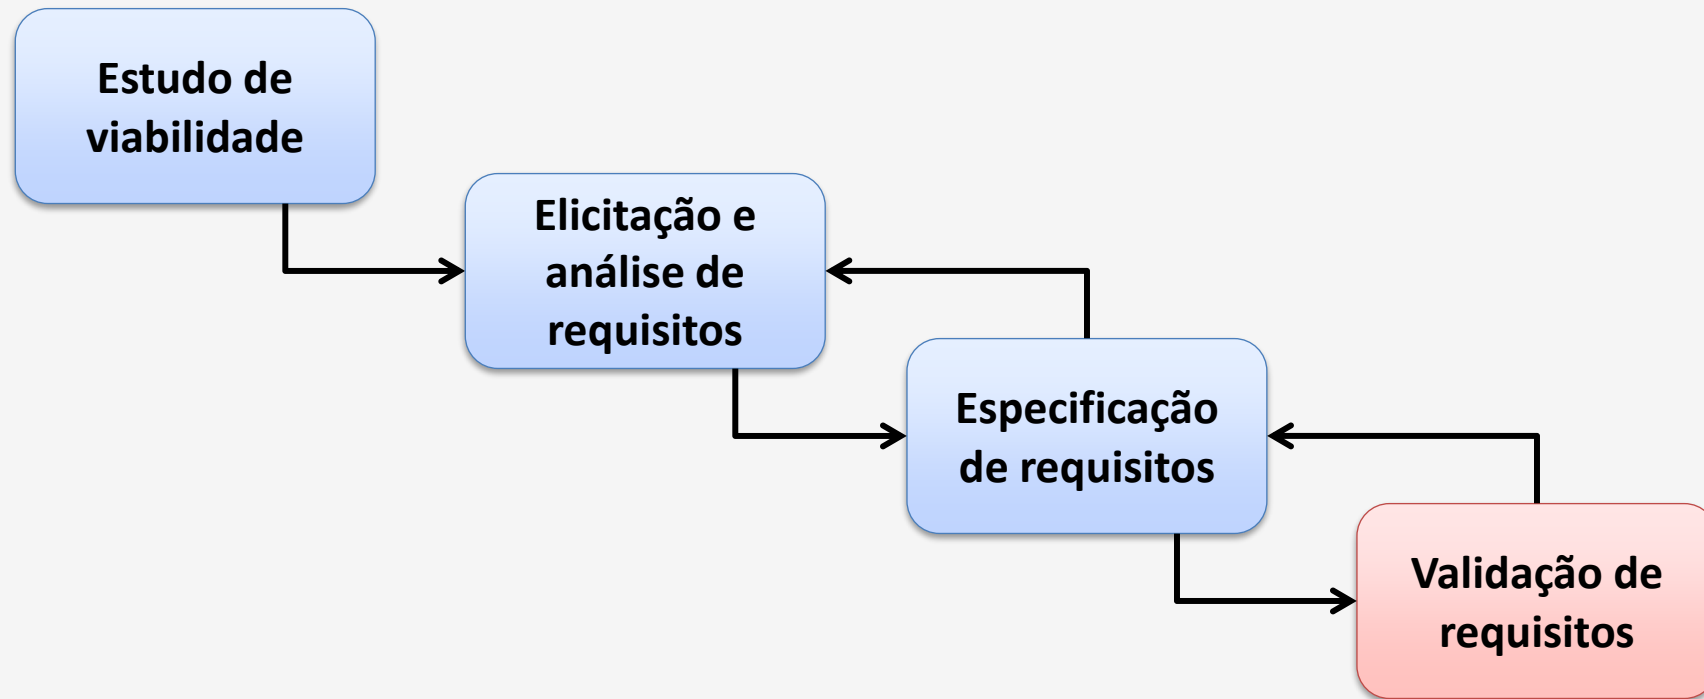 Estudo de
viabilidade
Elicitação e
análise de
requisitos
Especificação
de requisitos
Validação de
requisitos